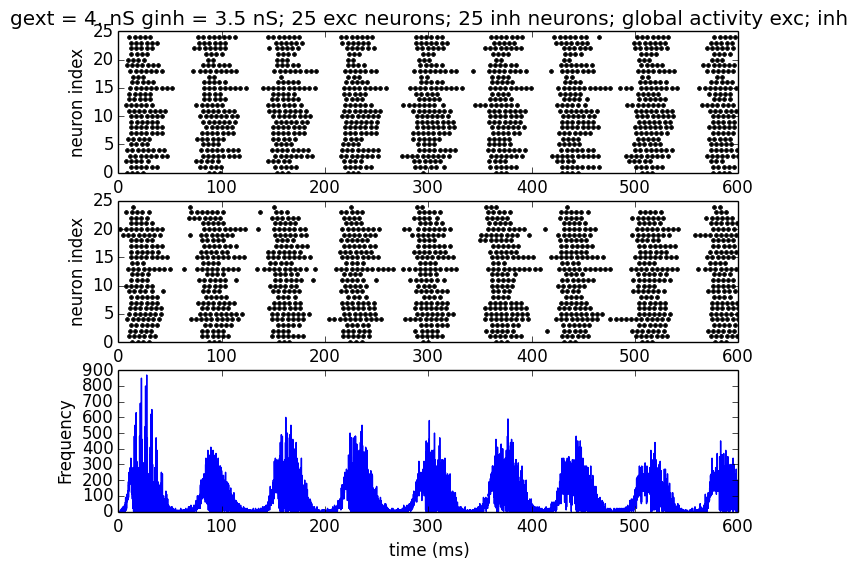 gext = 4. nS ginh = 3.5 nS; 25 exc neurons; 25 inh neurons; global activity exc; inh
25
20
15
10
5
0
neuron index
0 100 200 300 400 500 600
25
20
15
10
5
0
neuron index
0 100 200 300 400 500 600
900
800
700
600
500
400
300
200
100
0
Frequency
0 100 200 300 400 500 600
time (ms)